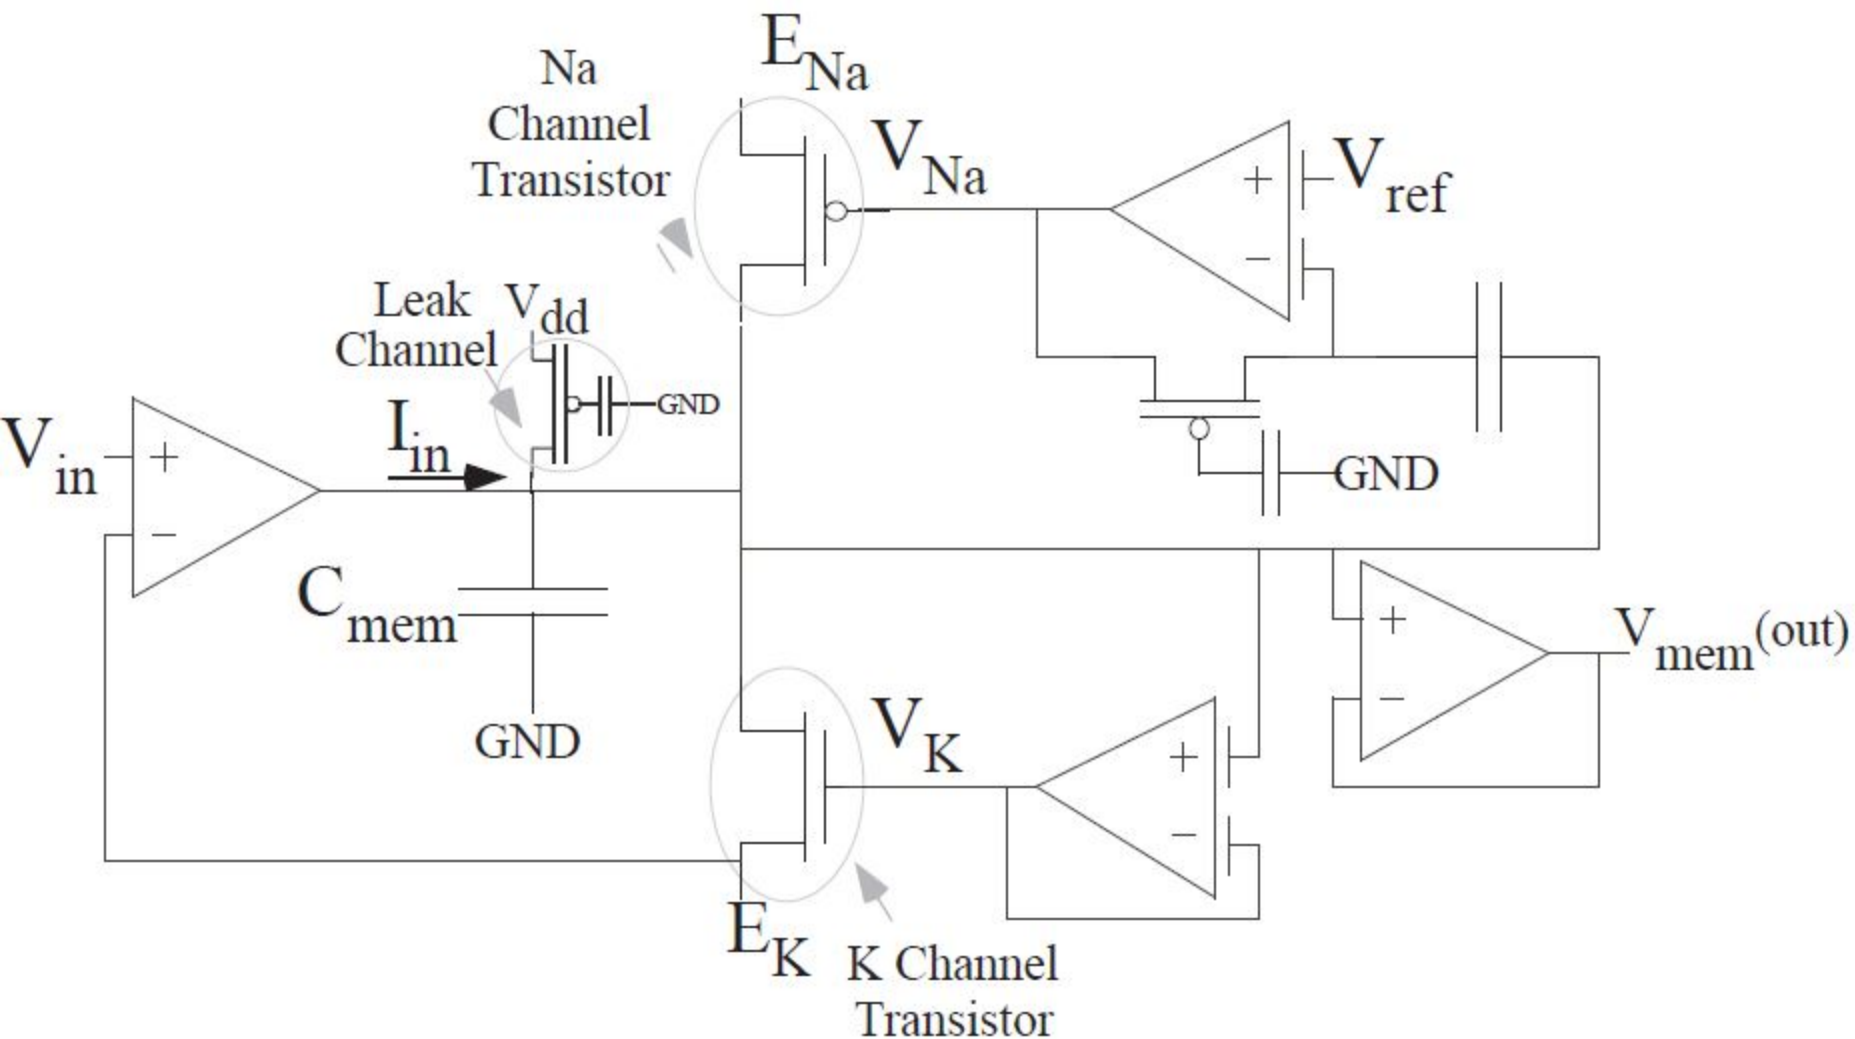 E_Na
Na
Channel
Transistor
V_Na
+
V_ref
−
Leak
Channel
V_dd
GND
V_in
+
I_in
−
GND
C_mem
GND
+
V_mem(out)
−
V_K
+
−
E_K
K Channel
Transistor